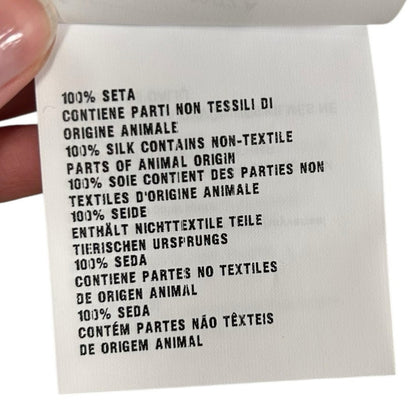 100% SETA
CONTIENE PARTI NON TESSILI DI
ORIGINE ANIMALE
100% SILK CONTAINS NON-TEXTILE
PARTS OF ANIMAL ORIGIN
100% SOIE CONTIENT DES PARTIES NON
TEXTILES D'ORIGINE ANIMALE
100% SEIDE
ENTHÄLT NICHTTEXTILE TEILE
TIERISCHEN URSPRUNGS
100% SEDA
CONTIENE PARTES NO TEXTILES
DE ORIGEN ANIMAL
100% SEDA
CONTÉM PARTES NÃO TÊXTEIS
DE ORIGEM ANIMAL